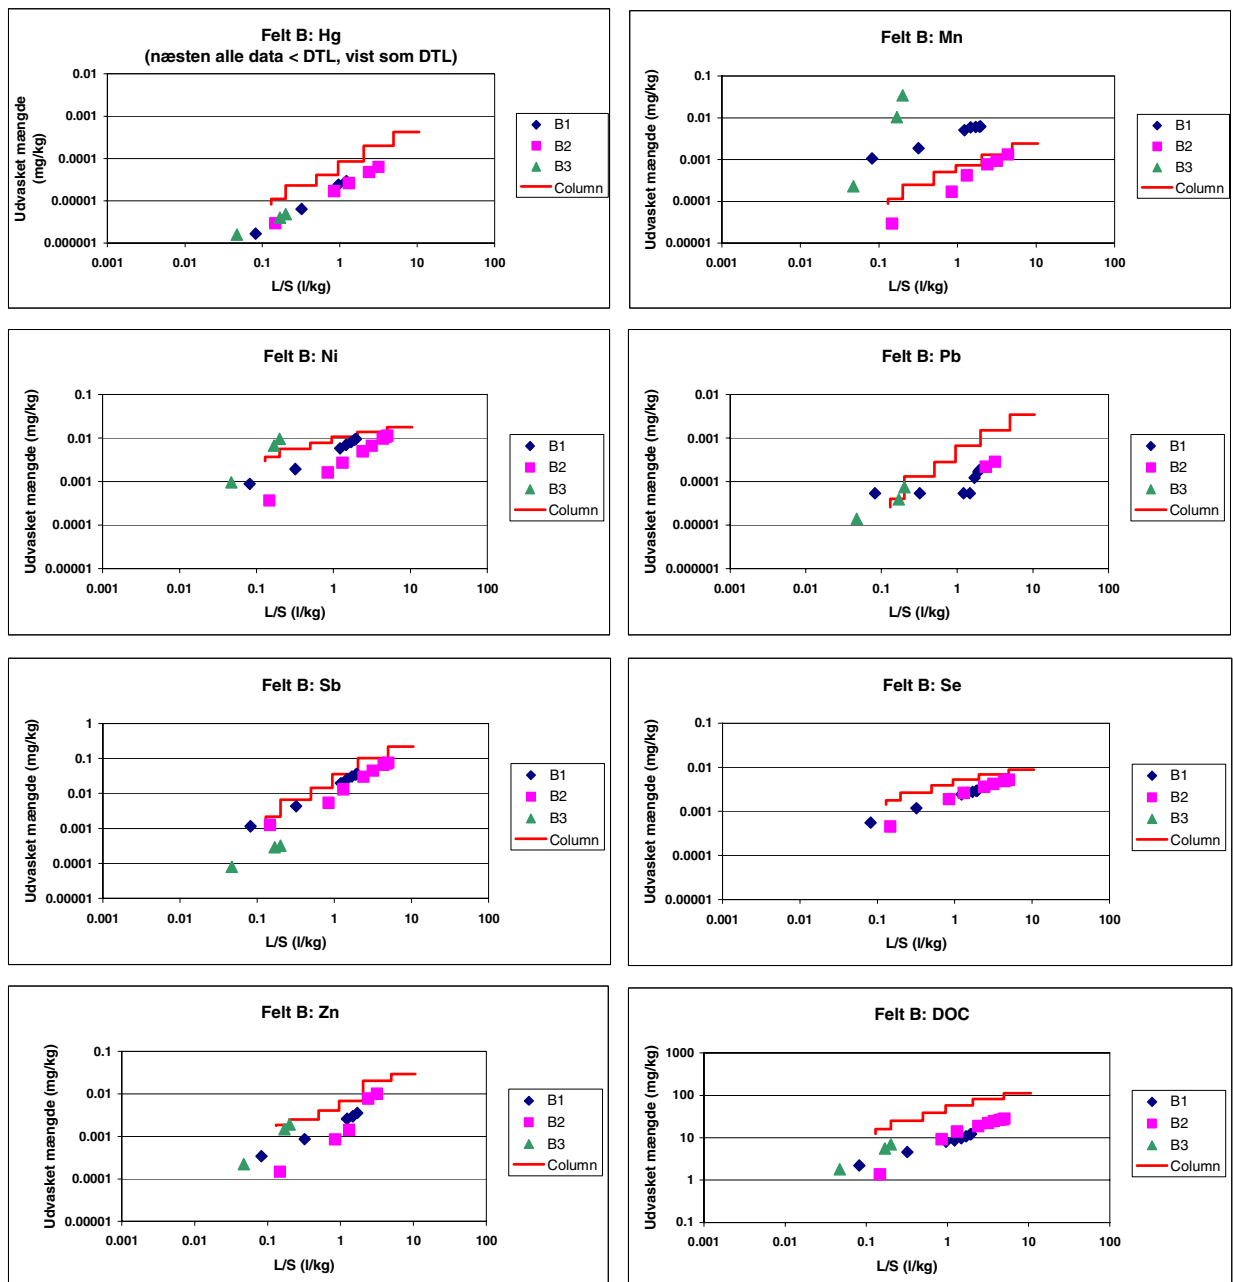 Felt B: Hg
(næsten alle data < DTL, vist som DTL)
Udvasket mængde
(mg/kg)
0.01
0.001
0.0001
0.00001
0.000001
0.001 0.01 0.1 1 10 100
L/S (l/kg)
B1
B2
B3
Column
Felt B: Mn
Udvasket mængde (mg/kg)
0.1
0.01
0.001
0.0001
0.00001
0.001 0.01 0.1 1 10 100
L/S (l/kg)
B1
B2
B3
Column
Felt B: Ni
Udvasket mængde (mg/kg)
0.1
0.01
0.001
0.0001
0.00001
0.001 0.01 0.1 1 10 100
L/S (l/kg)
B1
B2
B3
Column
Felt B: Pb
Udvasket mængde (mg/kg)
0.01
0.001
0.0001
0.00001
0.000001
0.001 0.01 0.1 1 10 100
L/S (l/kg)
B1
B2
B3
Column
Felt B: Sb
Udvasket mængde (mg/kg)
1
0.1
0.01
0.001
0.0001
0.00001
0.001 0.01 0.1 1 10 100
L/S (l/kg)
B1
B2
B3
Column
Felt B: Se
Udvasket mængde (mg/kg)
0.1
0.01
0.001
0.0001
0.00001
0.001 0.01 0.1 1 10 100
L/S (l/kg)
B1
B2
B3
Column
Felt B: Zn
Udvasket mængde (mg/kg)
0.1
0.01
0.001
0.0001
0.00001
0.001 0.01 0.1 1 10 100
L/S (l/kg)
B1
B2
B3
Column
Felt B: DOC
Udvasket mængde (mg/kg)
1000
100
10
1
0.1
0.001 0.01 0.1 1 10 100
L/S (l/kg)
B1
B2
B3
Column